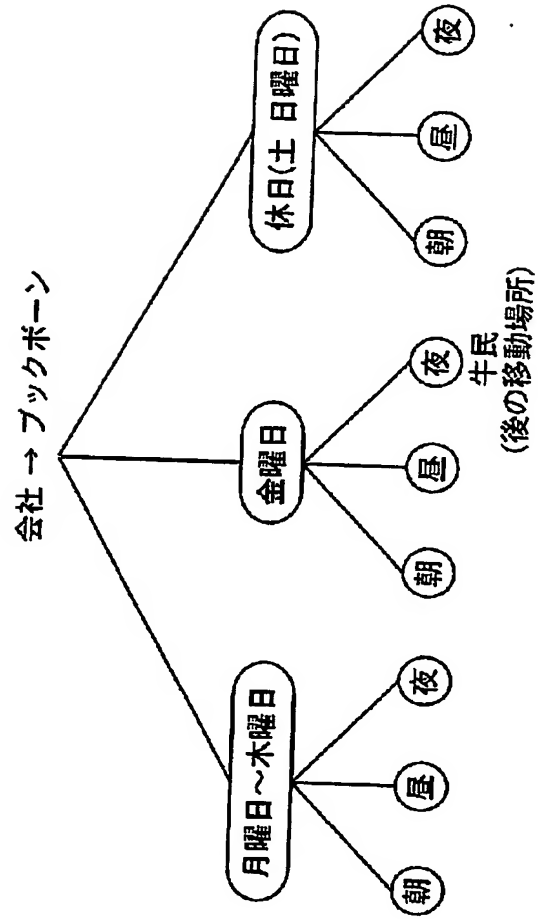 会社 → ブックボーン
月曜日～木曜日
金曜日
休日(土 日曜日)
朝
昼
夜
朝
昼
夜
朝
昼
夜
牛民
(後の移動場所)